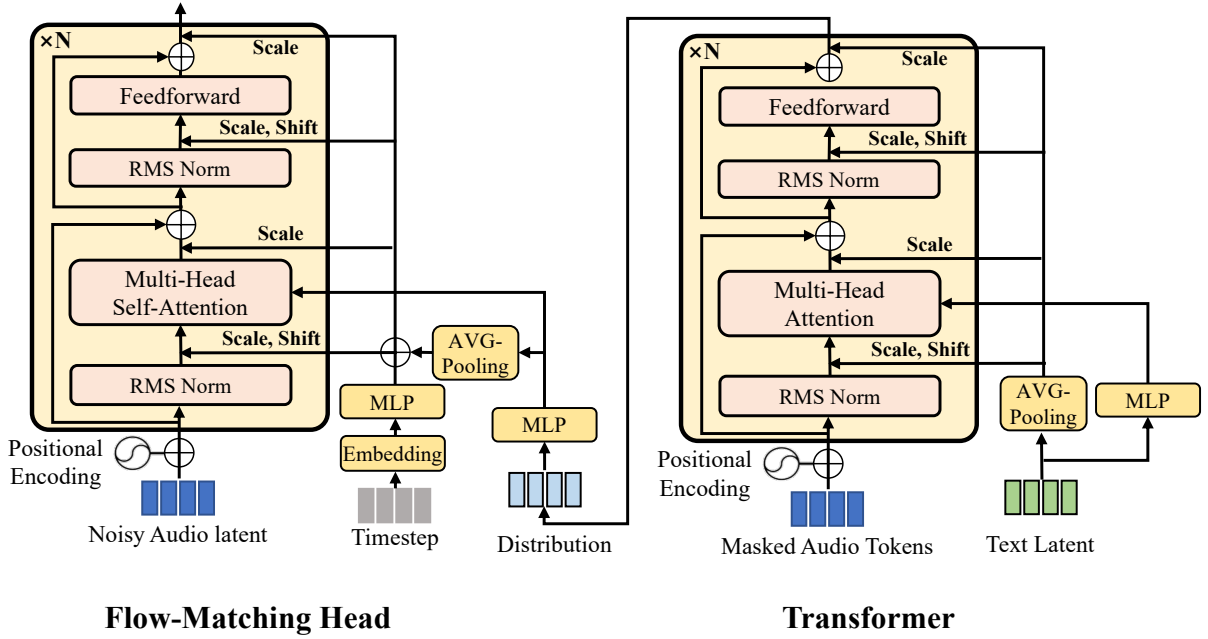 ×N
Scale
Feedforward
Scale, Shift
RMS Norm
Scale
Multi-Head
Self-Attention
Scale, Shift
AVG-
Pooling
RMS Norm
MLP
MLP
Embedding
Positional
Encoding
Noisy Audio latent
Timestep
Distribution
Flow-Matching Head
×N
Scale
Feedforward
Scale, Shift
RMS Norm
Scale
Multi-Head
Attention
Scale, Shift
RMS Norm
AVG-
Pooling
MLP
Positional
Encoding
Masked Audio Tokens
Text Latent
Transformer